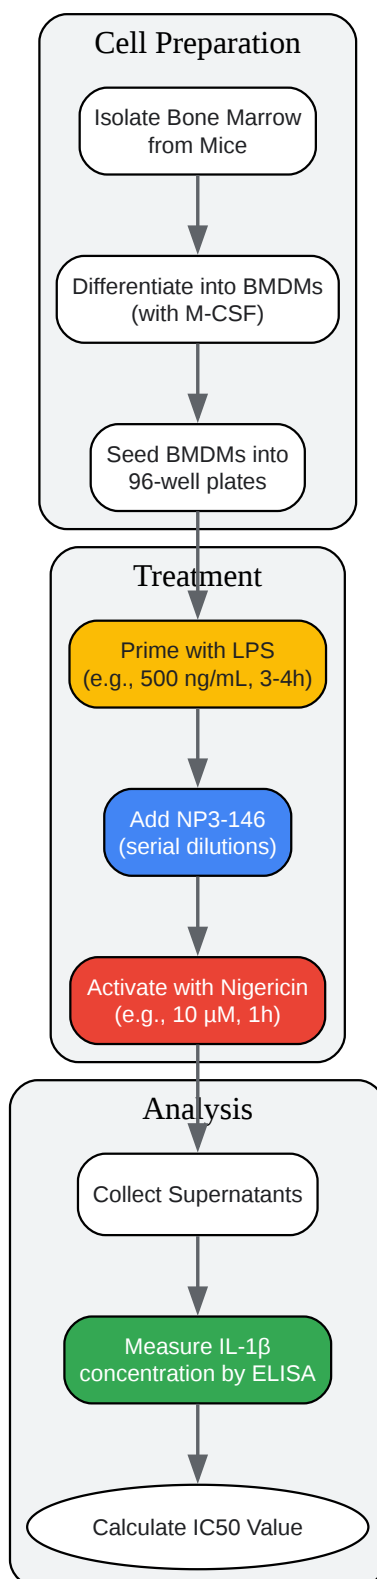 Cell Preparation
Isolate Bone Marrow
from Mice
Differentiate into BMDMs
(with M-CSF)
Seed BMDMs into
96-well plates
Treatment
Prime with LPS
(e.g., 500 ng/mL, 3-4h)
Add NP3-146
(serial dilutions)
Activate with Nigericin
(e.g., 10 µM, 1h)
Analysis
Collect Supernatants
Measure IL-1β
concentration by ELISA
Calculate IC50 Value